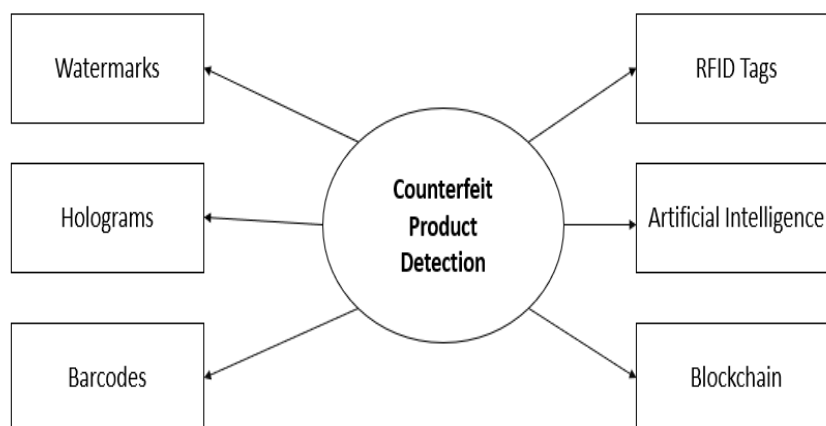 Watermarks
Holograms
Barcodes
Counterfeit
Product
Detection
RFID Tags
Artificial Intelligence
Blockchain